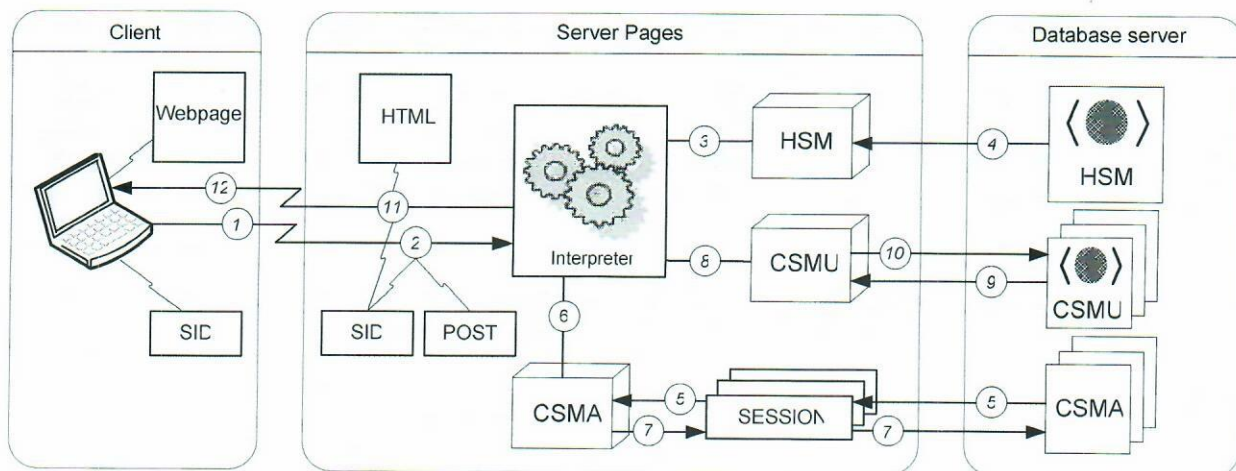 Client
Server Pages
Database server
Webpage
HTML
HSM
HSM
Interpreter
CSMU
CSMU
SID
SID
POST
CSMA
SESSION
CSMA
1
2
3
4
5
5
6
7
7
8
9
10
11
12